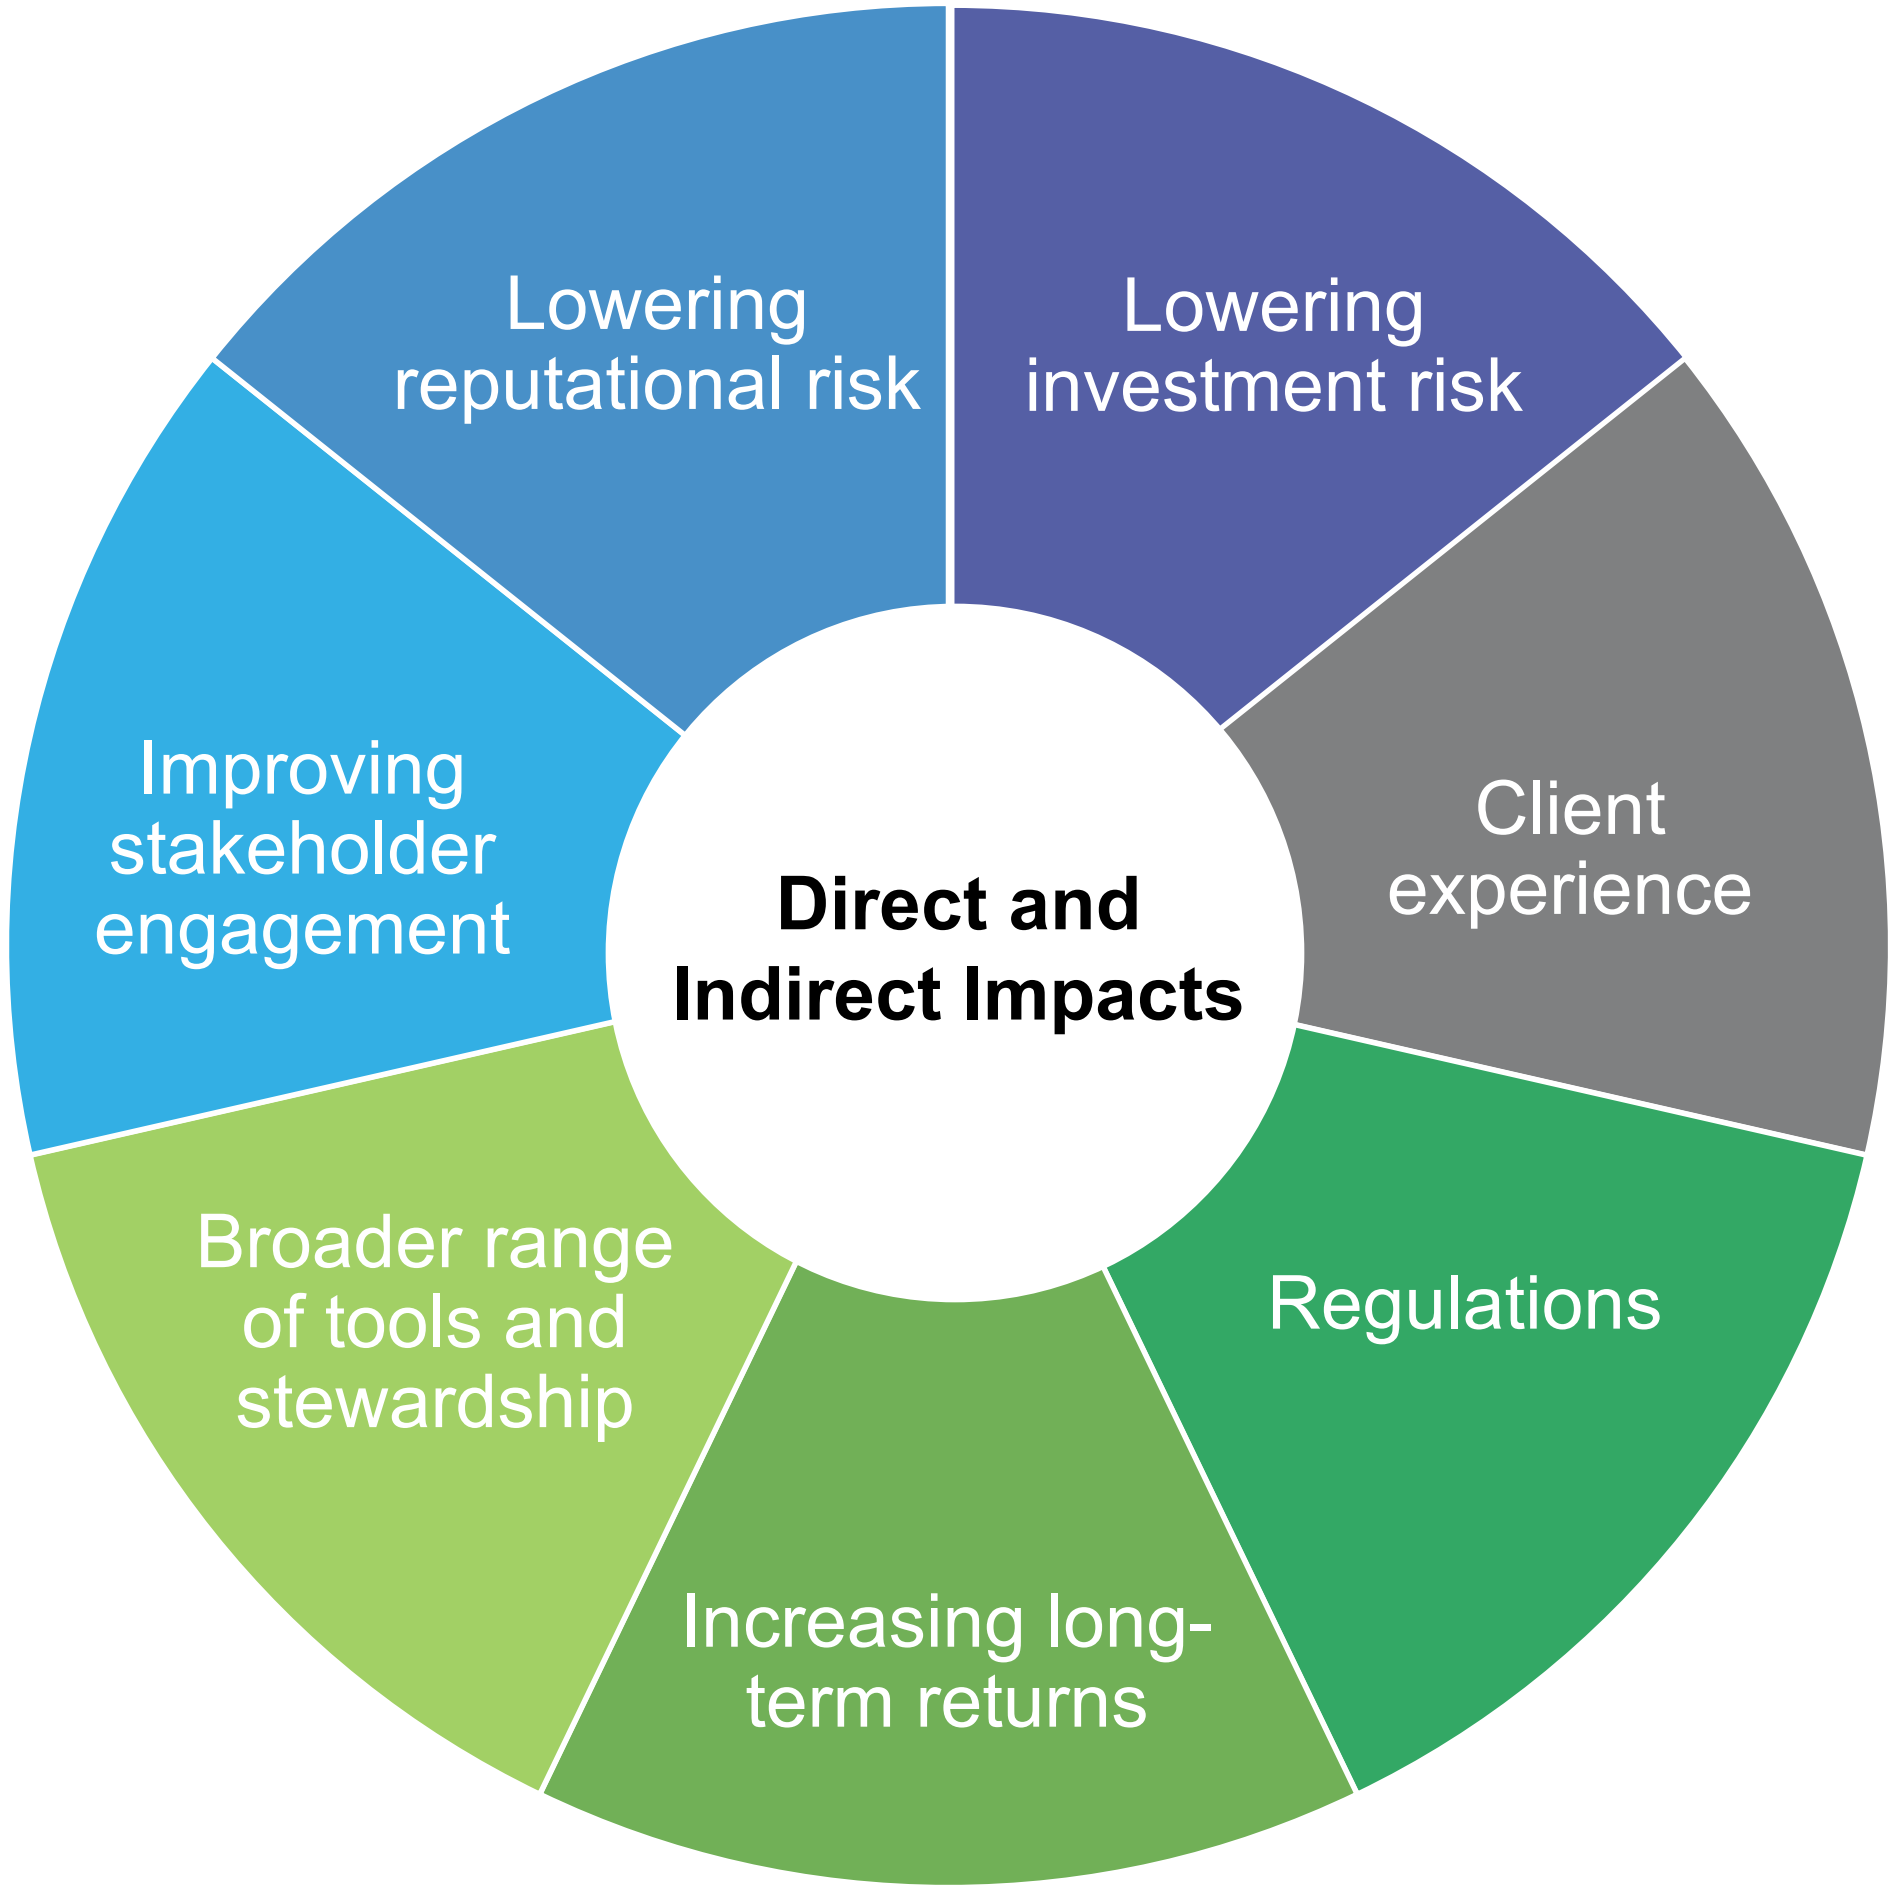 Lowering
reputational risk
Lowering
investment risk
Improving
stakeholder
engagement
Client
experience
Direct and
Indirect Impacts
Broader range
of tools and
stewardship
Regulations
Increasing long-
term returns